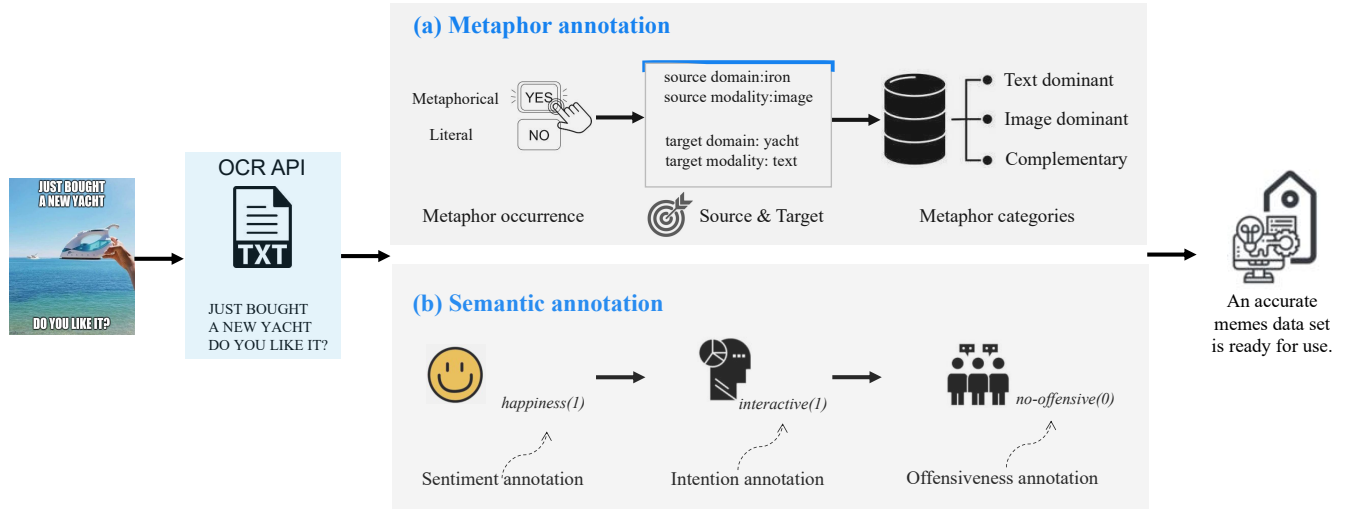 JUST BOUGHT
A NEW YACHT
DO YOU LIKE IT?
OCR API
TXT
JUST BOUGHT
A NEW YACHT
DO YOU LIKE IT?
(a) Metaphor annotation
Metaphorical
YES
Literal
NO
Metaphor occurrence
source domain:iron
source modality:image
target domain: yacht
target modality: text
Source & Target
Text dominant
Image dominant
Complementary
Metaphor categories
(b) Semantic annotation
happiness(1)
Sentiment annotation
interactive(1)
Intention annotation
no-offensive(0)
Offensiveness annotation
An accurate
memes data set
is ready for use.